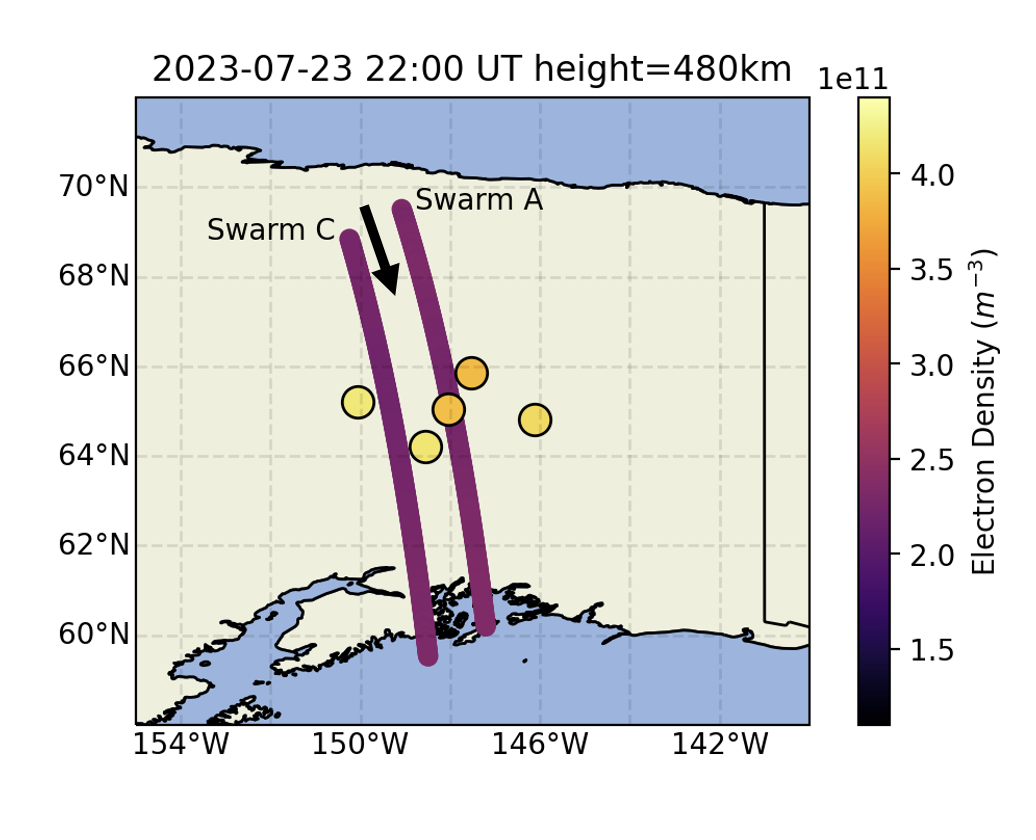 2023-07-23 22:00 UT height=480km
1e11
70°N
68°N
66°N
64°N
62°N
60°N
154°W
150°W
146°W
142°W
Swarm A
Swarm C
4.0
3.5
3.0
2.5
2.0
1.5
Electron Density (m⁻³)